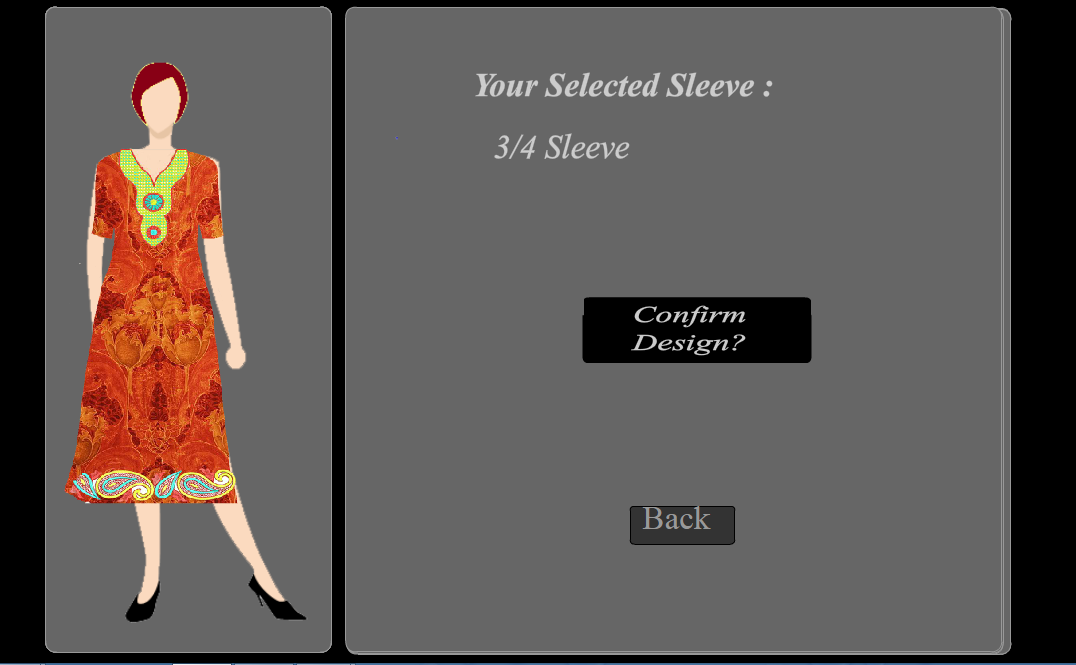 Your Selected Sleeve :
3/4 Sleeve
Confirm
Design?
Back